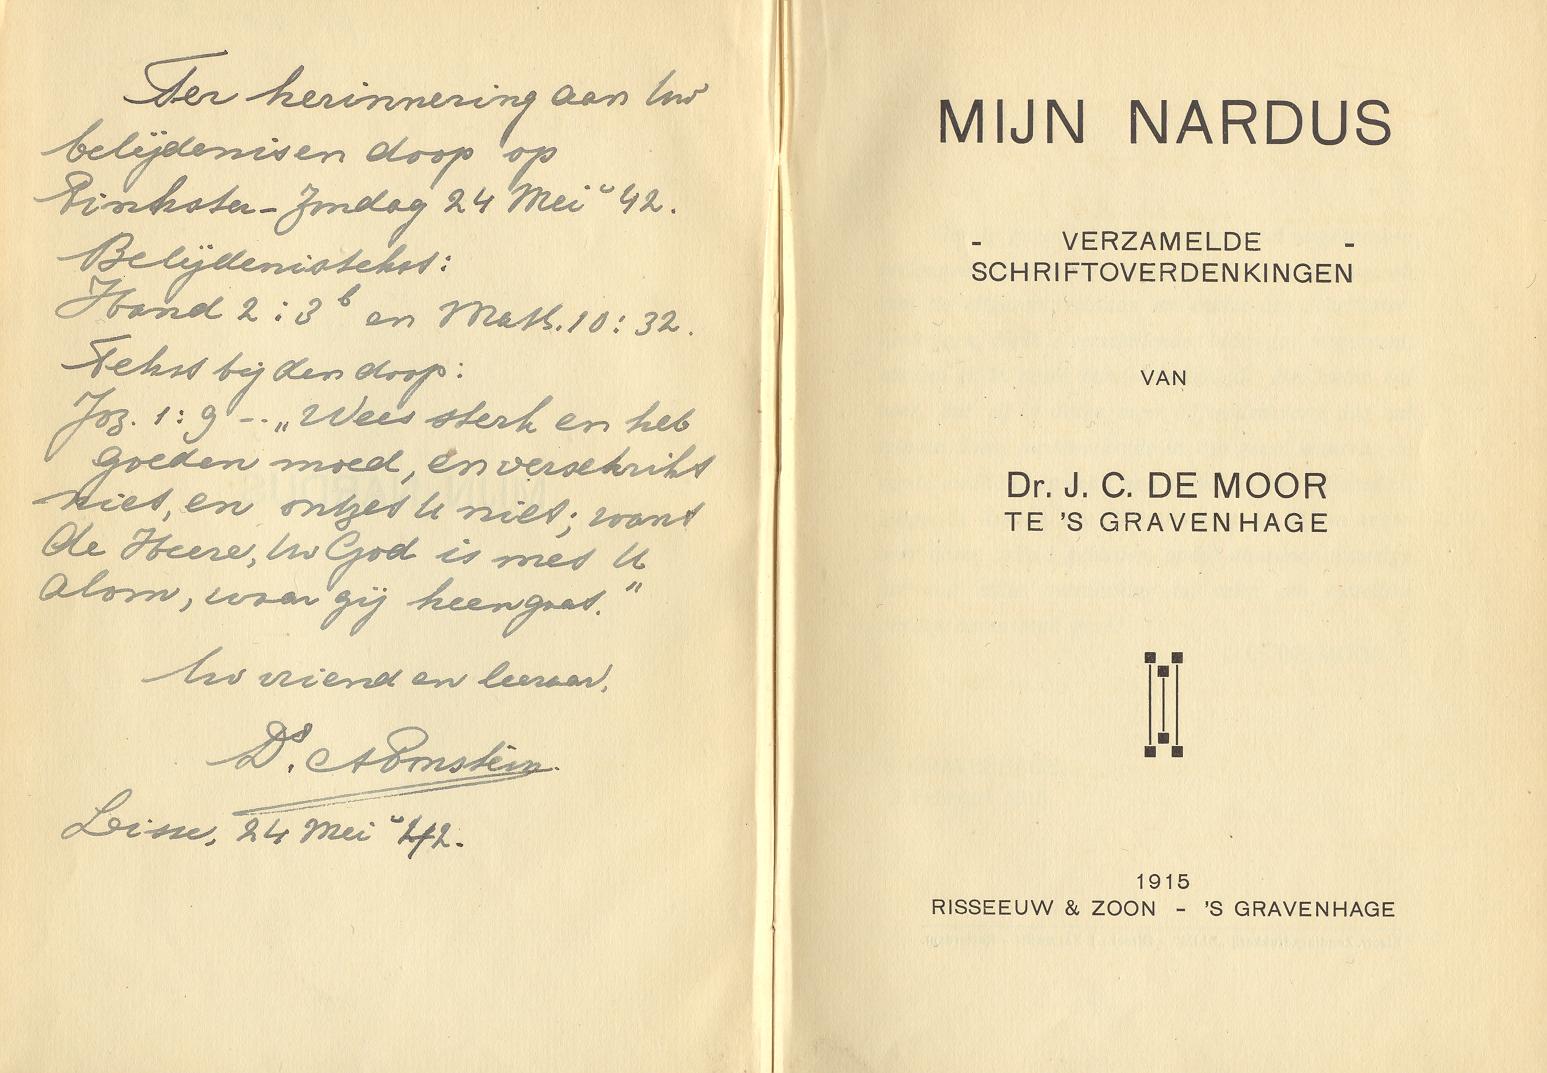 Ter herinnering aan Uw
belijdenis en doop op
Pinkster-Zondag 24 Mei '42.
Belijdenistekst:
Hand 2 : 3b en Math. 10 : 32.
Tekst bij den doop:
Joz. 1 : 9 -. „Wees sterk en heb
goeden moed, en verschrikt
niet, en ontzet U niet; want
de Heere, Uw God is met U
alom, waar gij heengaat."
Uw vriend en leeraar,
Ds.
Lisse, 24 Mei '42.
MIJN NARDUS
- VERZAMELDE -
SCHRIFTOVERDENKINGEN
VAN
Dr. J. C. DE MOOR
TE 'S GRAVENHAGE
1915
RISSEEUW & ZOON - 'S GRAVENHAGE